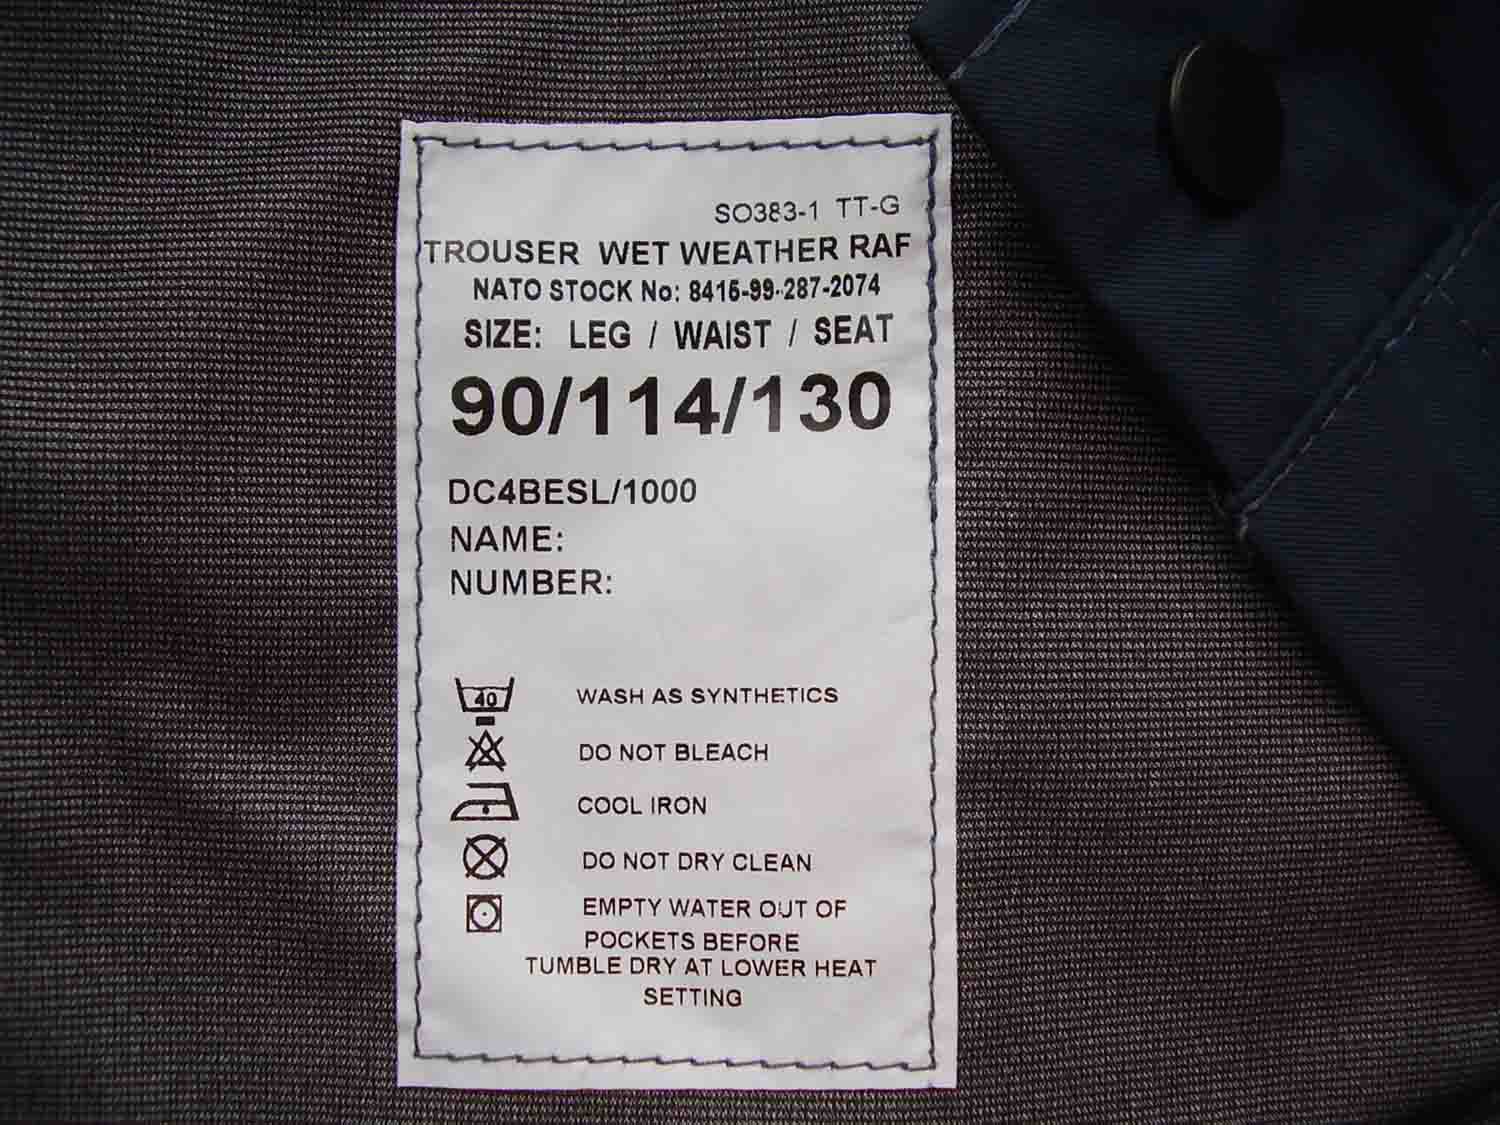 SO383-1 TT-G
TROUSER WET WEATHER RAF
NATO STOCK No: 8415-99-287-2074
SIZE: LEG / WAIST / SEAT
90/114/130
DC4BESL/1000
NAME:
NUMBER:
40 WASH AS SYNTHETICS
DO NOT BLEACH
COOL IRON
DO NOT DRY CLEAN
EMPTY WATER OUT OF
POCKETS BEFORE
TUMBLE DRY AT LOWER HEAT
SETTING